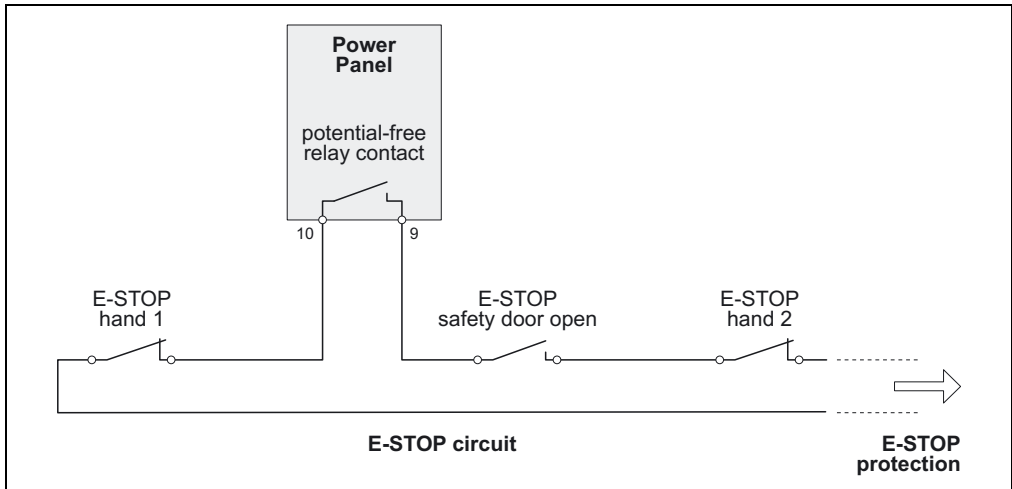 Power
Panel
potential-free
relay contact
10
9
E-STOP
hand 1
E-STOP
safety door open
E-STOP
hand 2
E-STOP circuit
E-STOP
protection